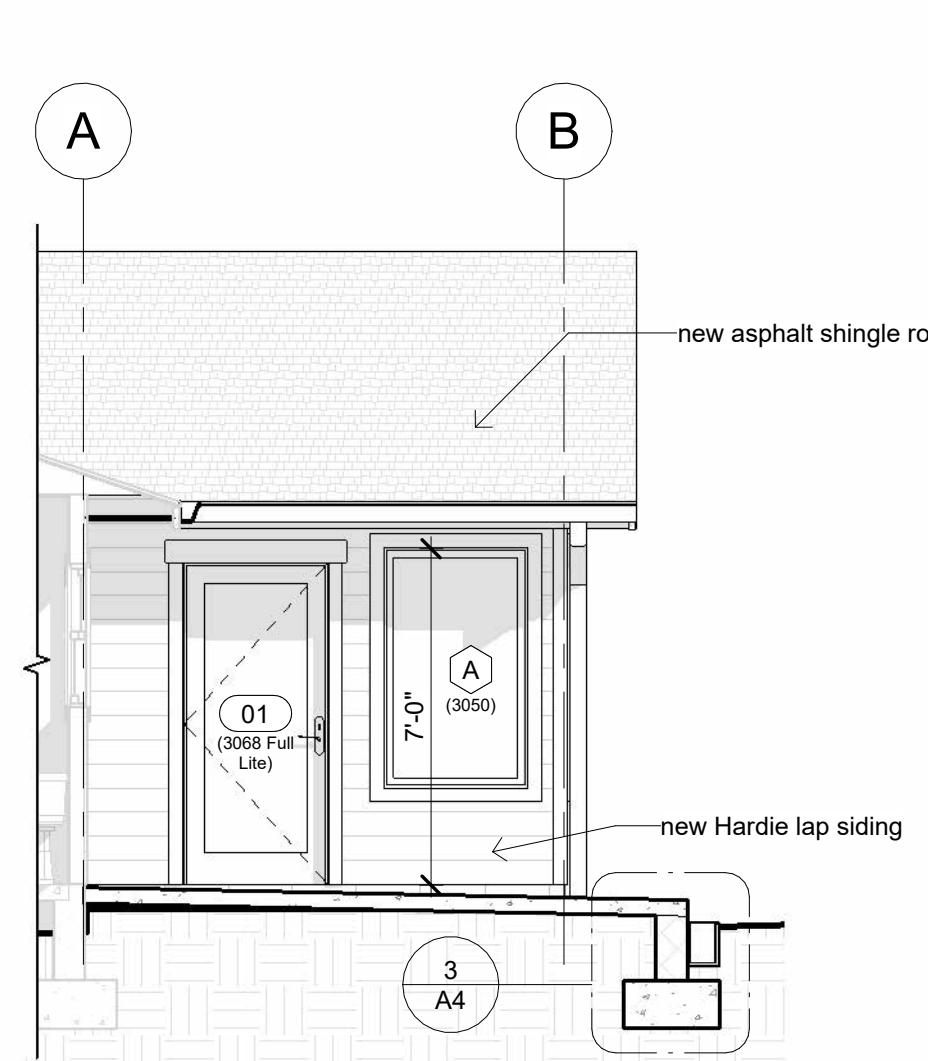 A
B
new asphalt shingle ro
A
(3050)
7'-0"
01
(3068 Full
Lite)
new Hardie lap siding
3
A4